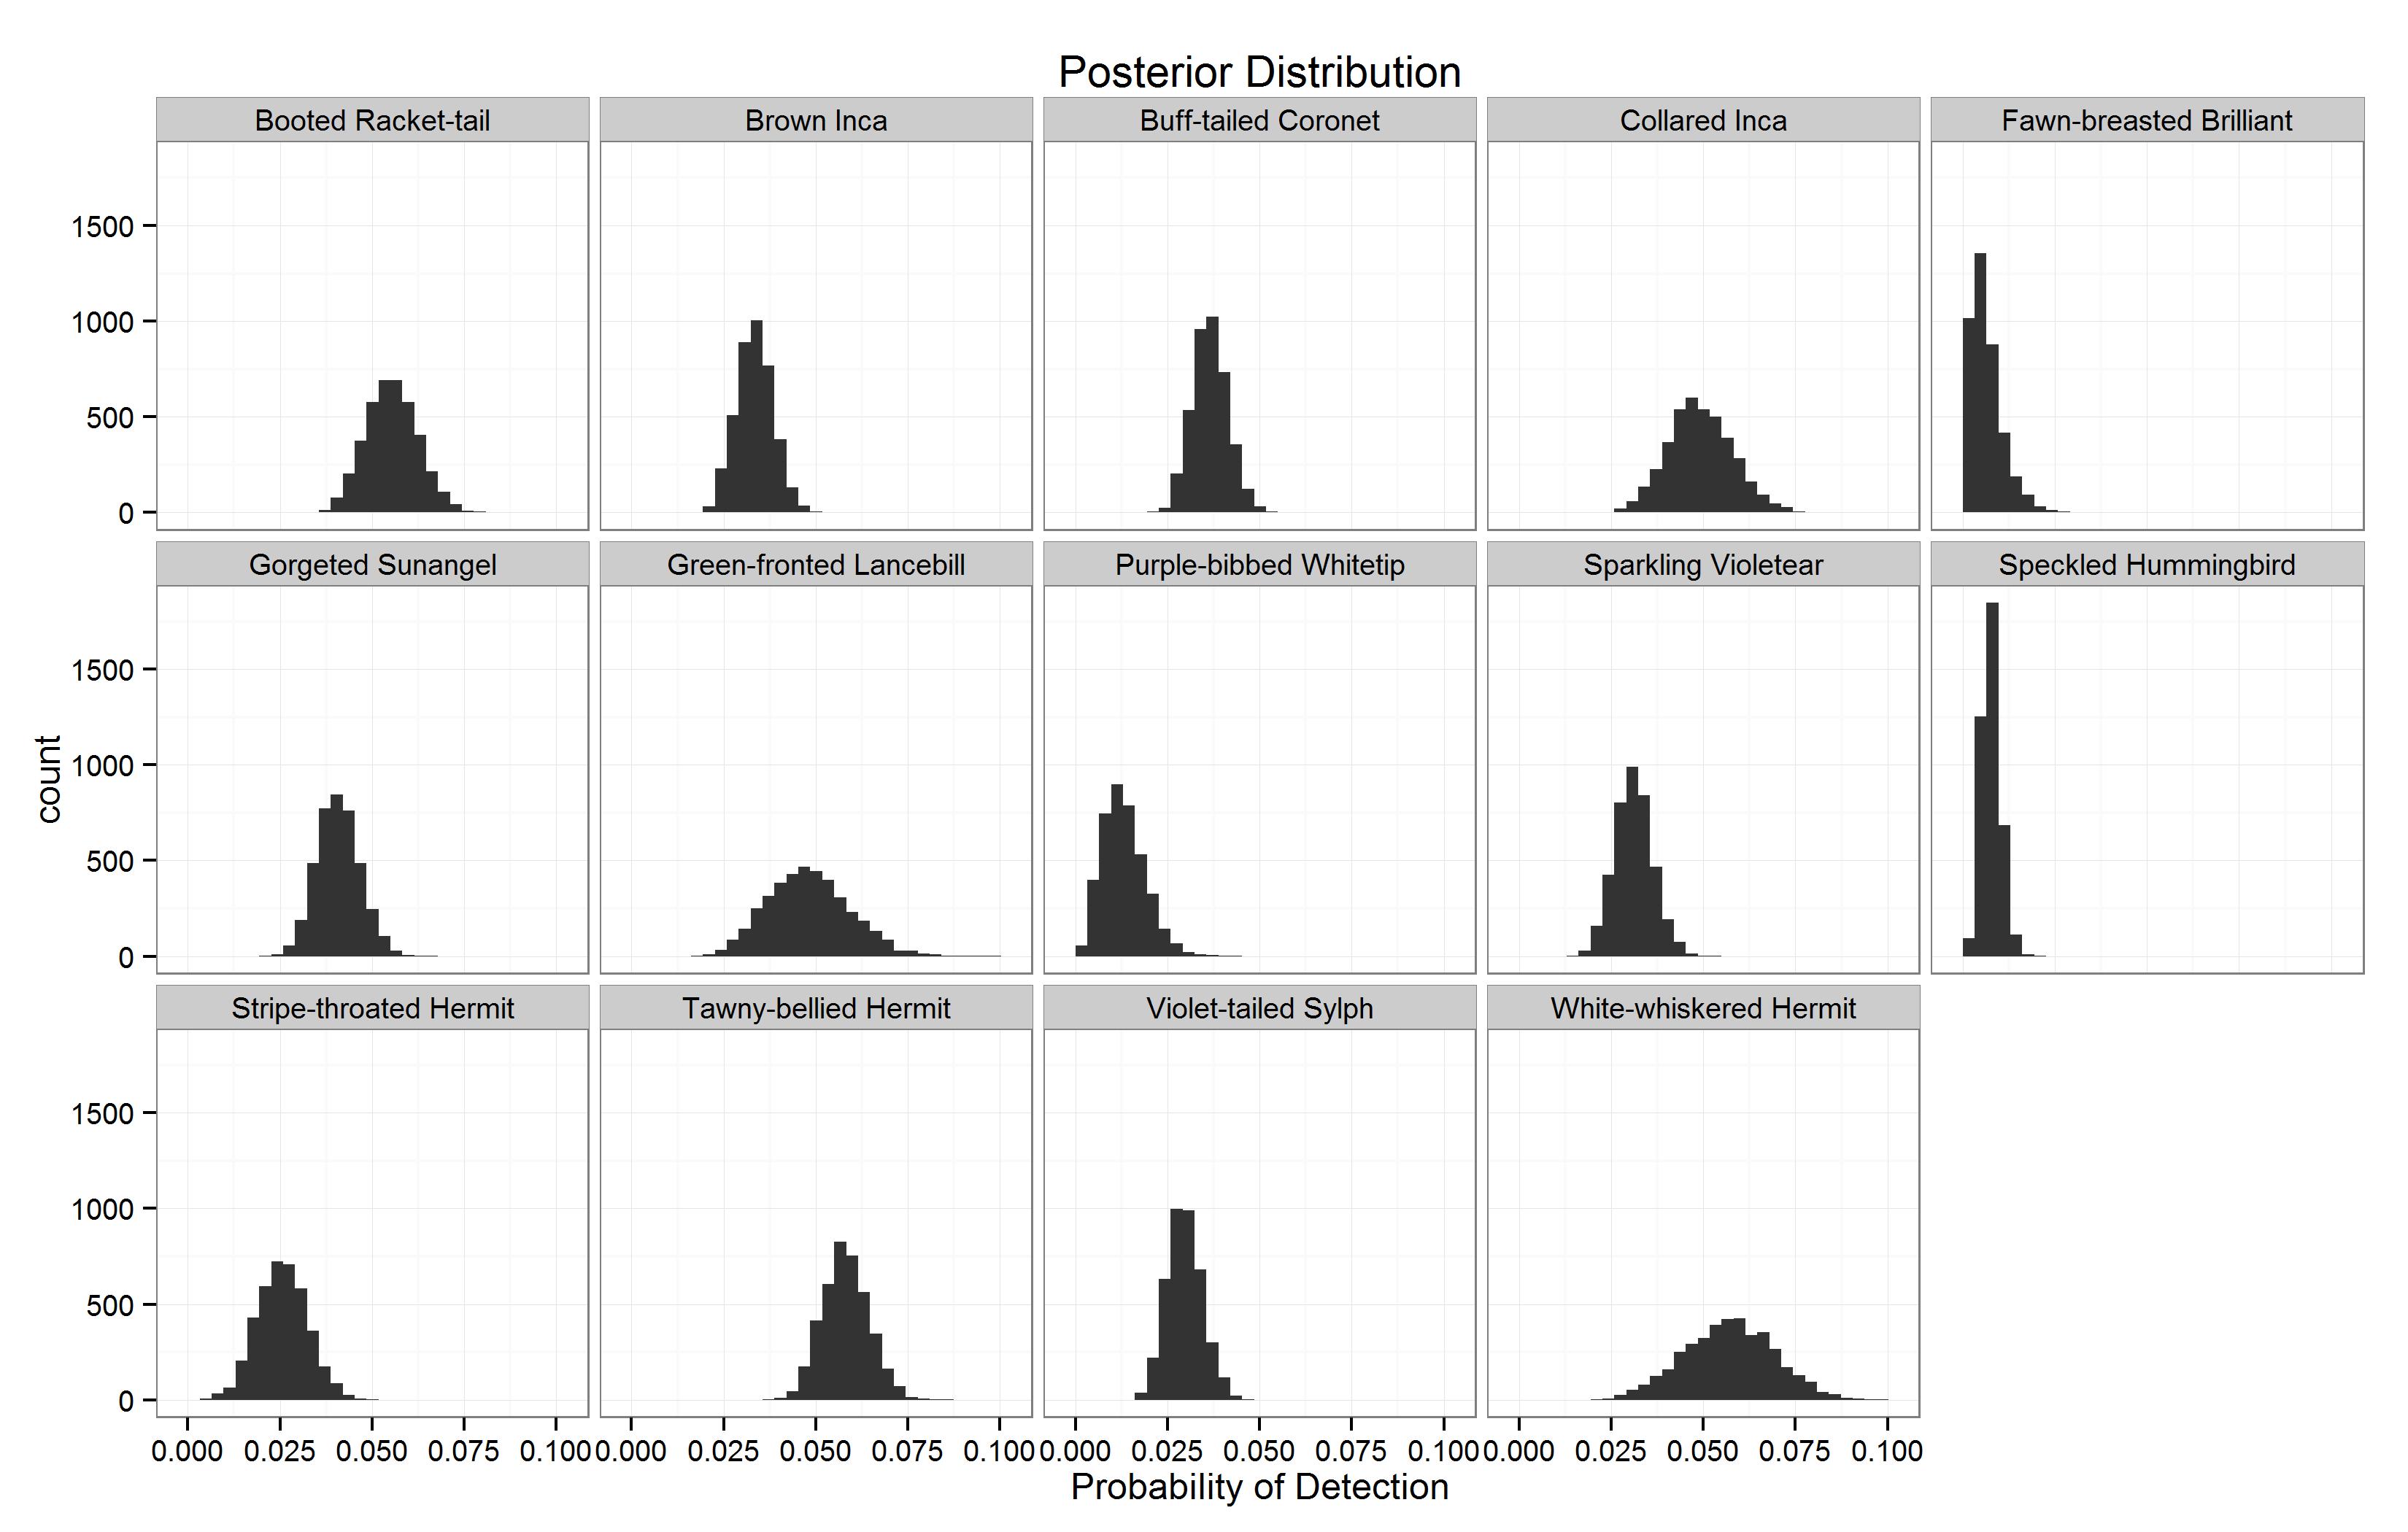 Posterior Distribution
Booted Racket-tail Brown Inca Buff-tailed Coronet Collared Inca Fawn-breasted Brilliant
1500
1000
500
0
Gorgeted Sunangel Green-fronted Lancebill Purple-bibbed Whitetip Sparkling Violetear Speckled Hummingbird
1500
1000
500
0
count
Stripe-throated Hermit Tawny-bellied Hermit Violet-tailed Sylph White-whiskered Hermit
1500
1000
500
0
0.000 0.025 0.050 0.075 0.100 0.000 0.025 0.050 0.075 0.100 0.000 0.025 0.050 0.075 0.100 0.000 0.025 0.050 0.075 0.100
Probability of Detection